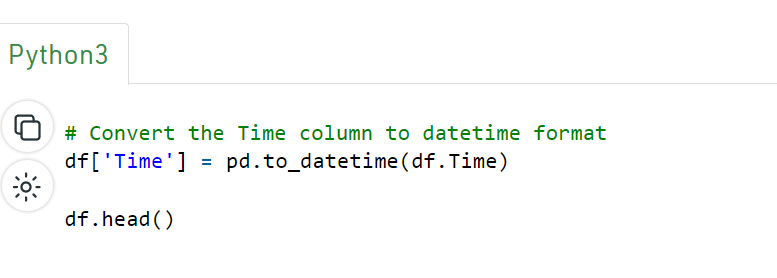 Python3
# Convert the Time column to datetime format
df['Time'] = pd.to_datetime(df.Time)
df.head()